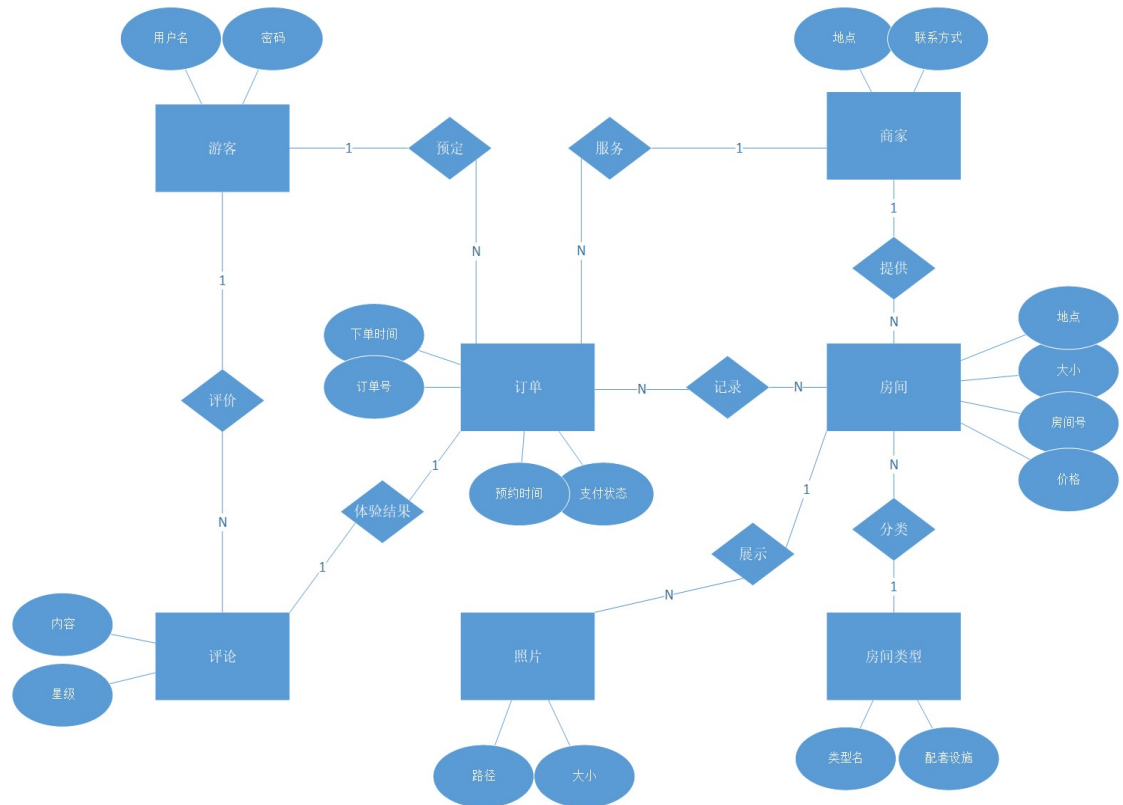 用户名
密码
地点
联系方式
游客
1
预定
服务
1
商家
N
N
1
1
提供
N
下单时间
订单号
订单
N
记录
N
房间
地点
大小
房间号
价格
评价
1
预约时间
支付状态
N
体验结果
1
分类
N
1
展示
1
N
1
内容
星级
评论
照片
房间类型
路径
大小
类型名
配套设施